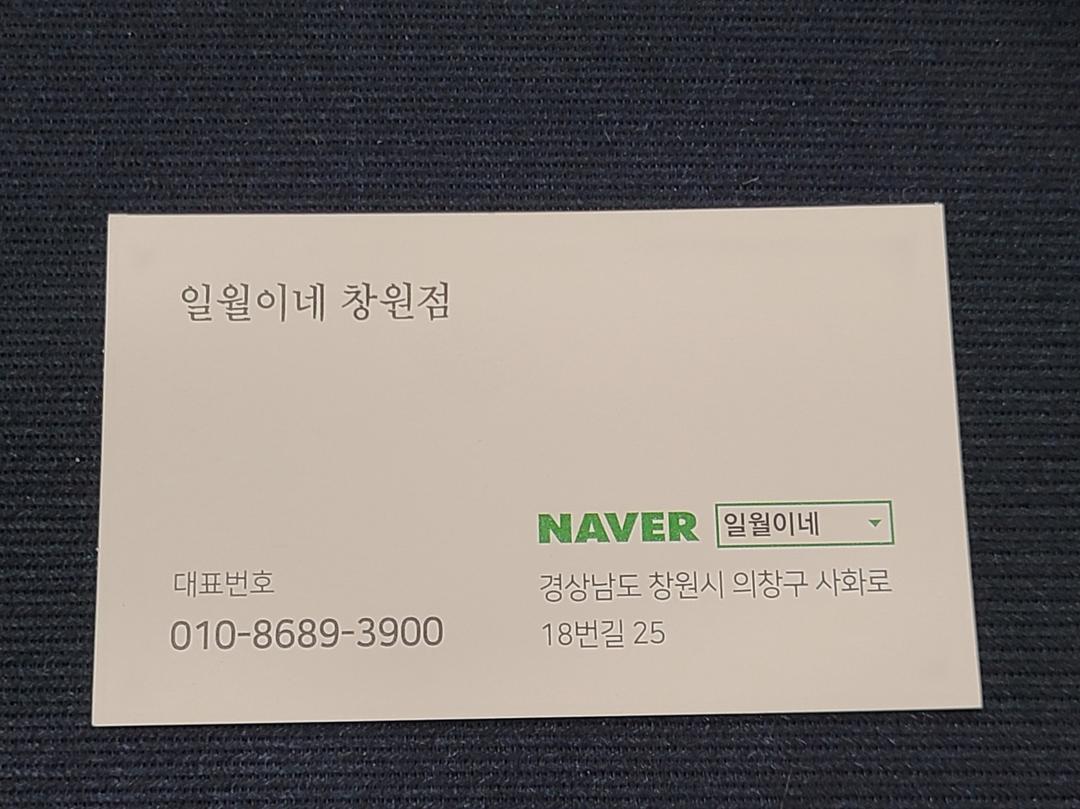 일월이네 창원점
대표번호
010-8689-3900
NAVER 일월이네
경상남도 창원시 의창구 사화로
18번길 25